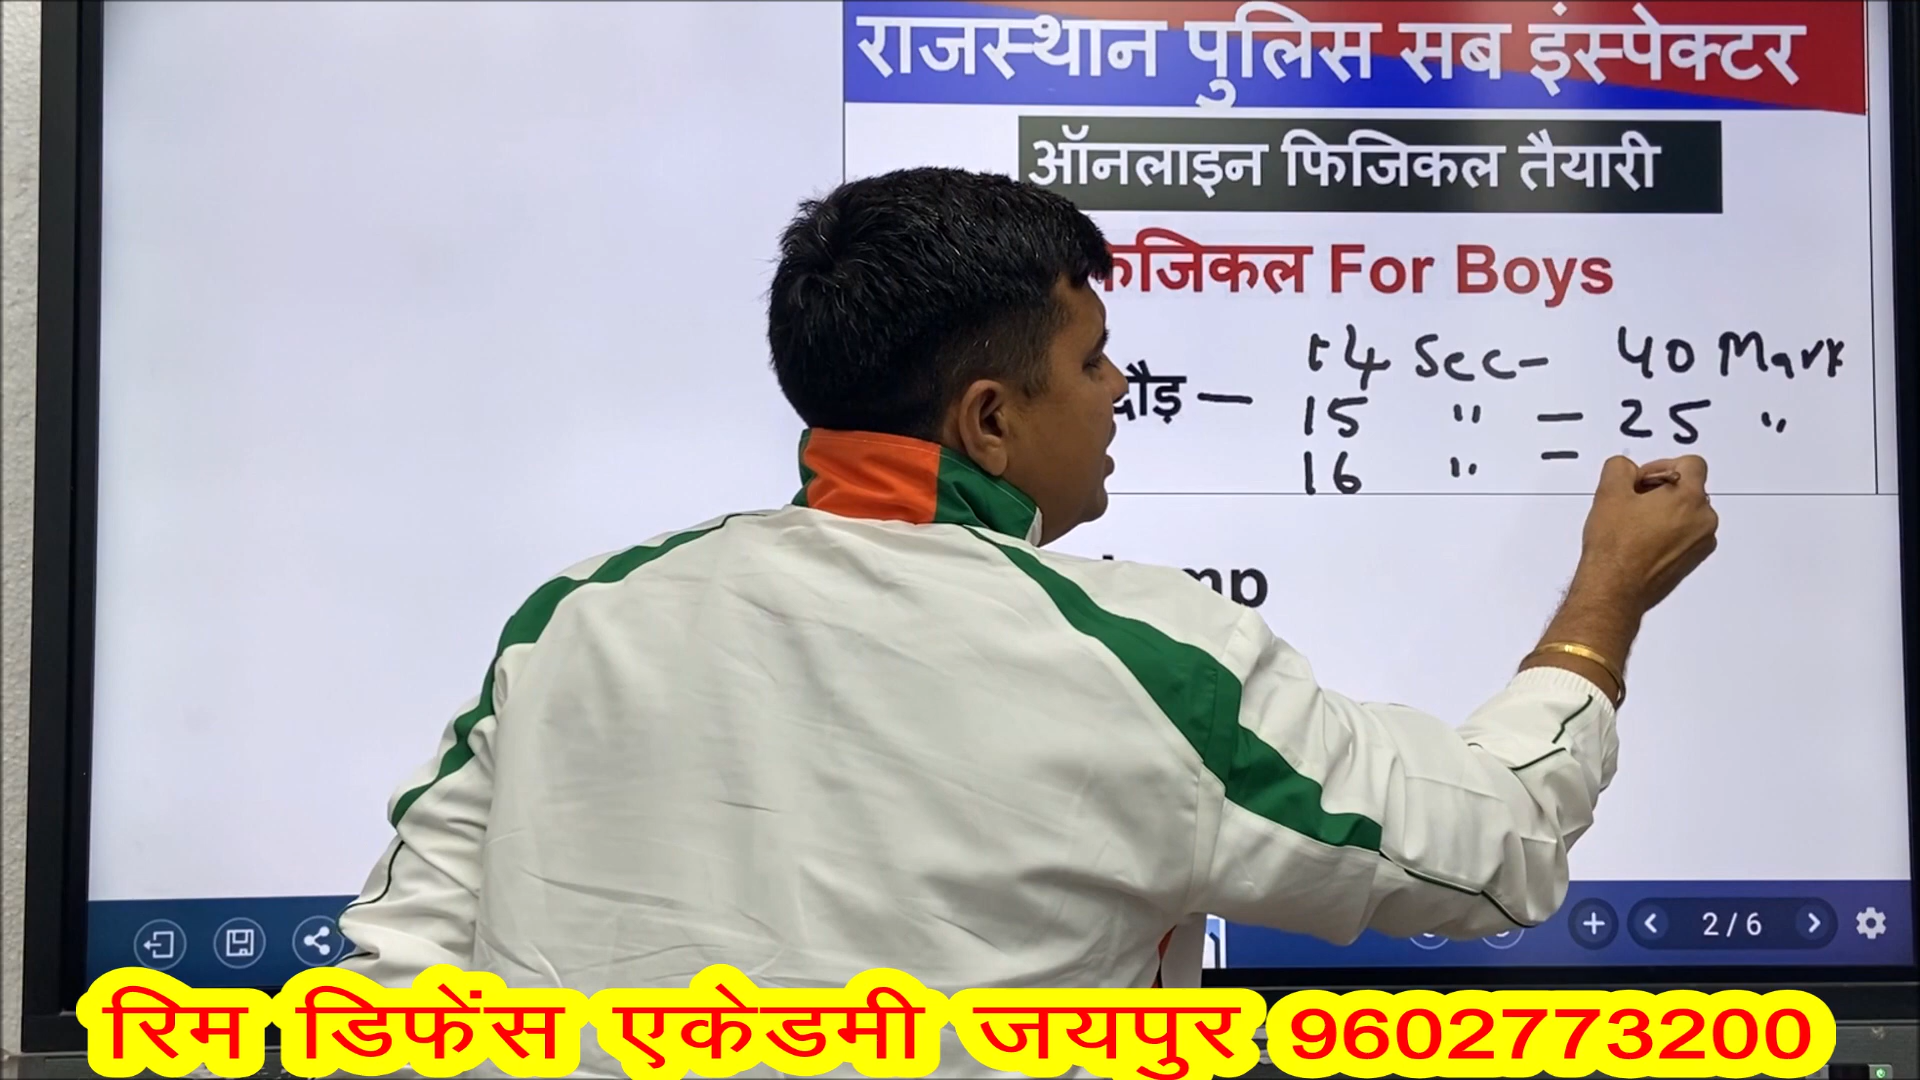 राजस्थान पुलिस सब इंस्पेक्टर
ऑनलाइन फिजिकल तैयारी
फिजिकल For Boys
दौड़ — 14 Sec - 40 Mark
15 " - 25 "
16 " -
2/6
रिम डिफेंस एकेडमी जयपुर 9602773200